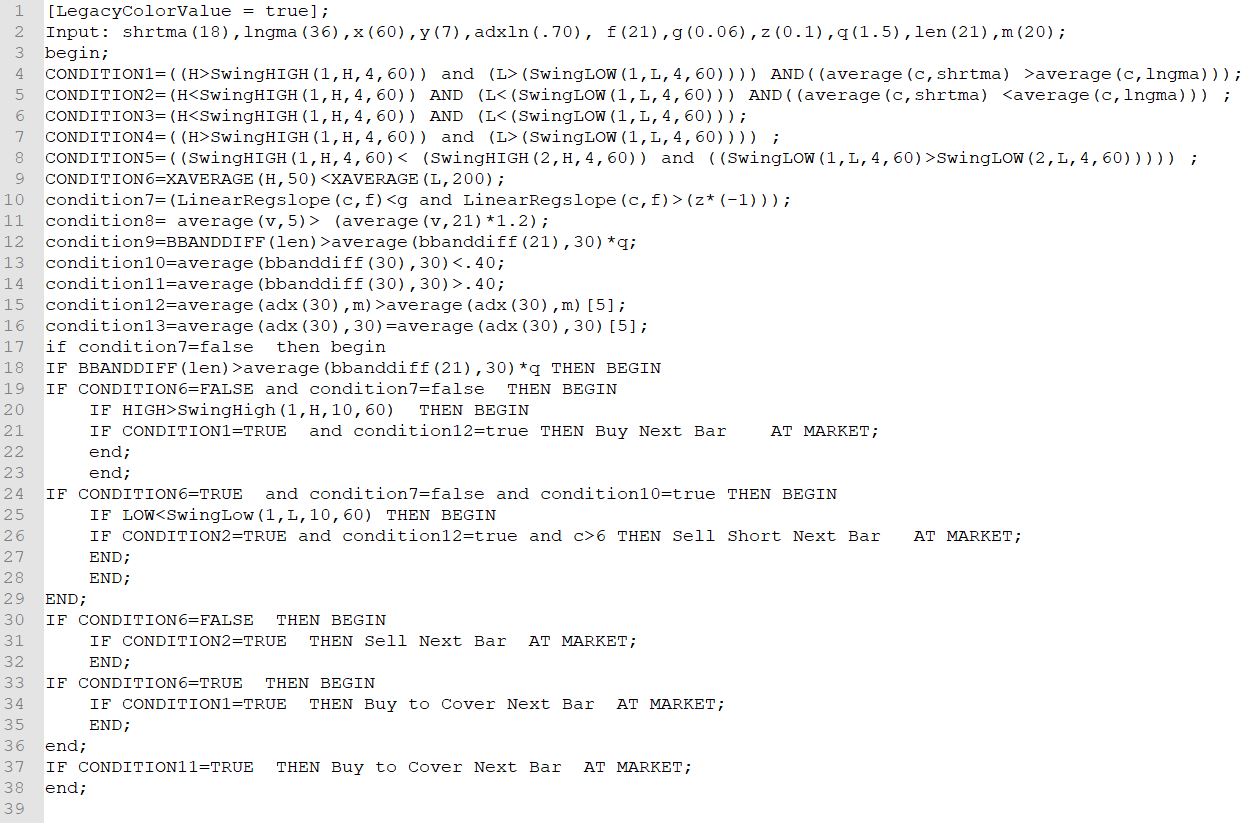 1 [LegacyColorValue = true];
2 Input: shrtma(18),lngma(36),x(60),y(7),adxln(.70), f(21),g(0.06),z(0.1),q(1.5),len(21),m(20);
3 begin;
4 CONDITION1=((H>SwingHIGH(1,H,4,60)) and (L>(SwingLOW(1,L,4,60)))) AND((average(c,shrtma) >average(c,lngma)));
5 CONDITION2=(H<SwingHIGH(1,H,4,60)) AND (L<(SwingLOW(1,L,4,60))) AND((average(c,shrtma) <average(c,lngma))) ;
6 CONDITION3=(H<SwingHIGH(1,H,4,60)) AND (L<(SwingLOW(1,L,4,60)));
7 CONDITION4=((H>SwingHIGH(1,H,4,60)) and (L>(SwingLOW(1,L,4,60)))) ;
8 CONDITION5=((SwingHIGH(1,H,4,60)< (SwingHIGH(2,H,4,60)) and ((SwingLOW(1,L,4,60)>SwingLOW(2,L,4,60))))) ;
9 CONDITION6=XAVERAGE(H,50)<XAVERAGE(L,200);
10 condition7=(LinearRegslope(c,f)<g and LinearRegslope(c,f)>(z*(-1)));
11 condition8= average(v,5)> (average(v,21)*1.2);
12 condition9=BBANDDIFF(len)>average(bbanddiff(21),30)*q;
13 condition10=average(bbanddiff(30),30)<.40;
14 condition11=average(bbanddiff(30),30)>.40;
15 condition12=average(adx(30),m)>average(adx(30),m)[5];
16 condition13=average(adx(30),30)=average(adx(30),30)[5];
17 if condition7=false  then begin
18 IF BBANDDIFF(len)>average(bbanddiff(21),30)*q THEN BEGIN
19 IF CONDITION6=FALSE and condition7=false  THEN BEGIN
20     IF HIGH>SwingHigh(1,H,10,60)  THEN BEGIN
21     IF CONDITION1=TRUE  and condition12=true THEN Buy Next Bar    AT MARKET;
22     end;
23     end;
24 IF CONDITION6=TRUE  and condition7=false and condition10=true THEN BEGIN
25     IF LOW<SwingLow(1,L,10,60) THEN BEGIN
26     IF CONDITION2=TRUE and condition12=true and c>6 THEN Sell Short Next Bar   AT MARKET;
27     END;
28     END;
29 END;
30 IF CONDITION6=FALSE  THEN BEGIN
31     IF CONDITION2=TRUE  THEN Sell Next Bar  AT MARKET;
32     END;
33 IF CONDITION6=TRUE  THEN BEGIN
34     IF CONDITION1=TRUE  THEN Buy to Cover Next Bar  AT MARKET;
35     END;
36 end;
37 IF CONDITION11=TRUE  THEN Buy to Cover Next Bar  AT MARKET;
38 end;
39